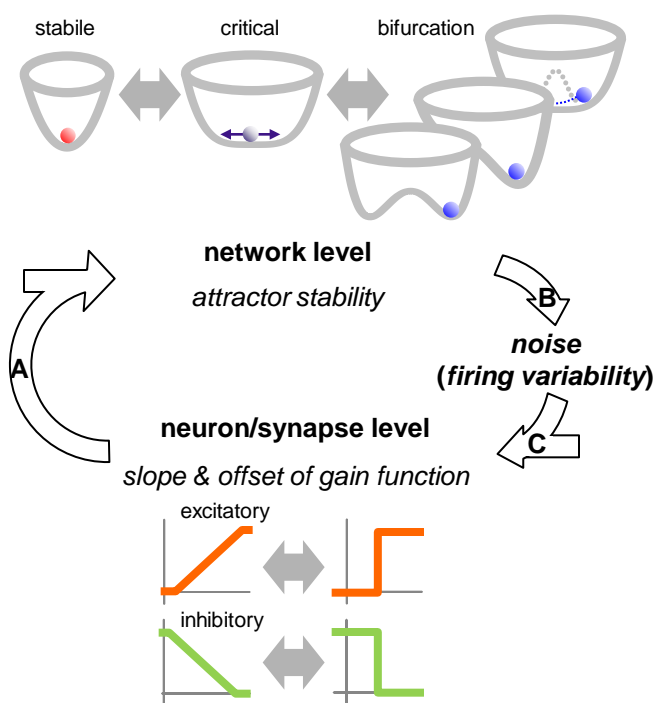 stabile
critical
bifurcation
network level
attractor stability
A
B
noise
(firing variability)
C
neuron/synapse level
slope & offset of gain function
excitatory
inhibitory